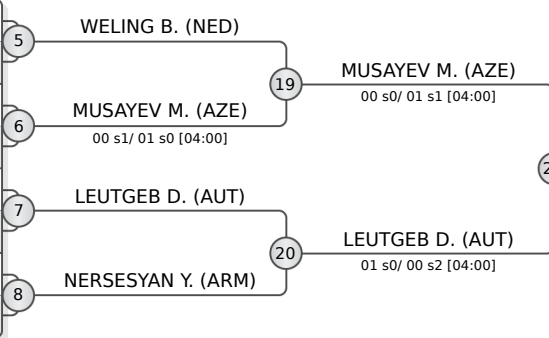 WELING B. (NED)
5
19
MUSAYEV M. (AZE)
00 s0/ 01 s1 [04:00]
MUSAYEV M. (AZE)
6
00 s1/ 01 s0 [04:00]
LEUTGEB D. (AUT)
7
20
LEUTGEB D. (AUT)
01 s0/ 00 s2 [04:00]
NERSESYAN Y. (ARM)
8